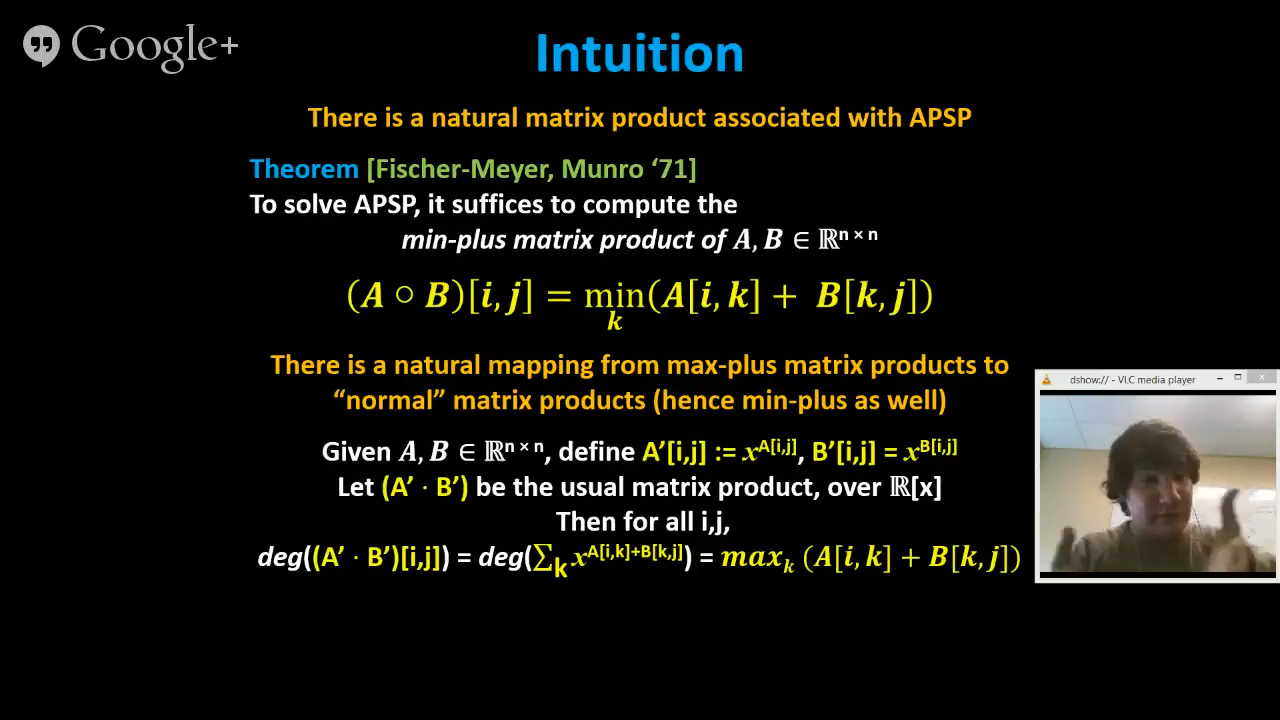 Google+
Intuition
There is a natural matrix product associated with APSP
Theorem [Fischer-Meyer, Munro ‘71]
To solve APSP, it suffices to compute the
min-plus matrix product of A, B ∈ ℝⁿ ˣ ⁿ
(A ○ B)[i, j] = min_k(A[i, k] + B[k, j])
There is a natural mapping from max-plus matrix products to
“normal” matrix products (hence min-plus as well)
dshow:// - VLC media player
Given A, B ∈ ℝⁿ ˣ ⁿ, define A’[i,j] := x^A[i,j], B’[i,j] = x^B[i,j]
Let (A’ · B’) be the usual matrix product, over ℝ[x]
Then for all i,j,
deg((A’ · B’)[i,j]) = deg(∑_k x^A[i,k]+B[k,j]) = max_k (A[i, k] + B[k, j])